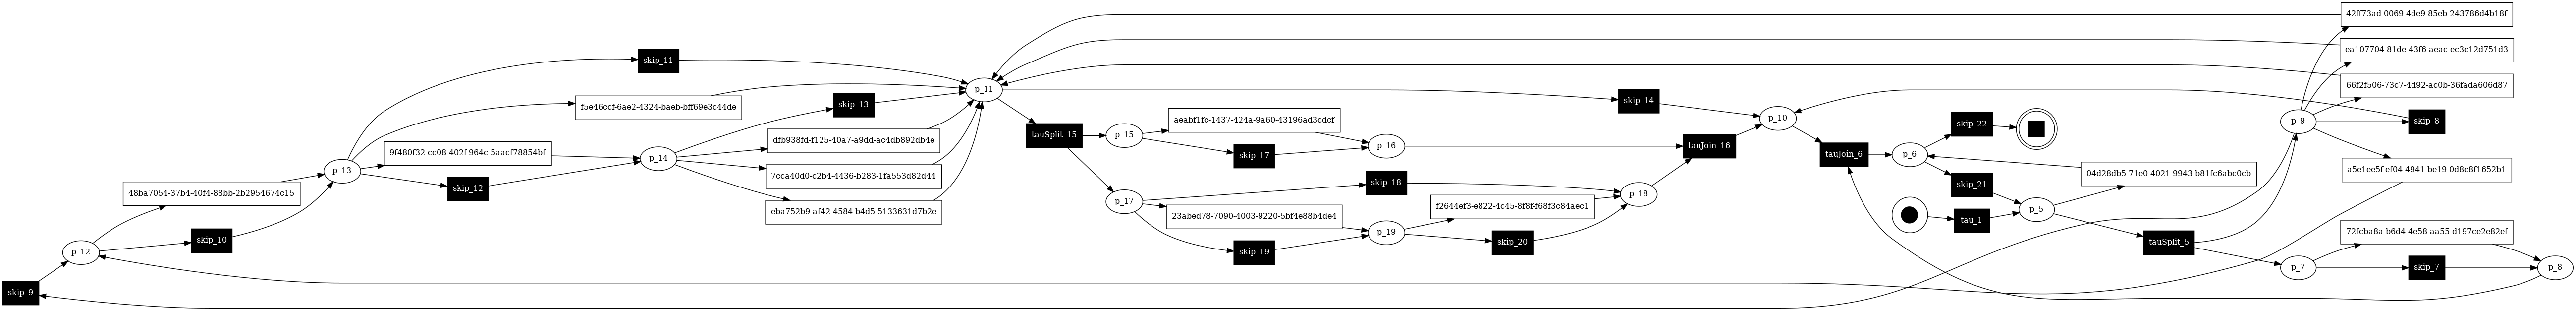 42ff73ad-0069-4de9-85eb-243786d4b18f
ea107704-81de-43f6-aeac-ec3c12d751d3
skip_11
66f2f506-73c7-4d92-ac0b-36fada606d87
p_11
skip_14
skip_13
f5e46ccf-6ae2-4324-baeb-bff69e3c44de
p_10
p_9
skip_8
skip_22
tauSplit_15
p_15
aeabf1fc-1437-424a-9a60-43196ad3cdcf
dfb938fd-f125-40a7-a9dd-ac4db892db4e
p_16
tauJoin_16
9f480f32-cc08-402f-964c-5aacf78854bf
p_14
skip_17
tauJoin_6
p_6
p_13
a5e1ee5f-ef04-4941-be19-0d8c8f1652b1
04d28db5-71e0-4021-9943-b81fc6abc0cb
7cca40d0-c2b4-4436-b283-1fa553d82d44
skip_12
skip_18
skip_21
48ba7054-37b4-40f4-88bb-2b2954674c15
p_18
p_17
f2644ef3-e822-4c45-8f8f-f68f3c84aec1
eba752b9-af42-4584-b4d5-5133631d7b2e
23abed78-7090-4003-9220-5bf4e88b4de4
p_5
tau_1
p_19
72fcba8a-b6d4-4e58-aa55-d197ce2e82ef
skip_10
skip_20
tauSplit_5
p_12
skip_19
p_7
skip_7
p_8
skip_9